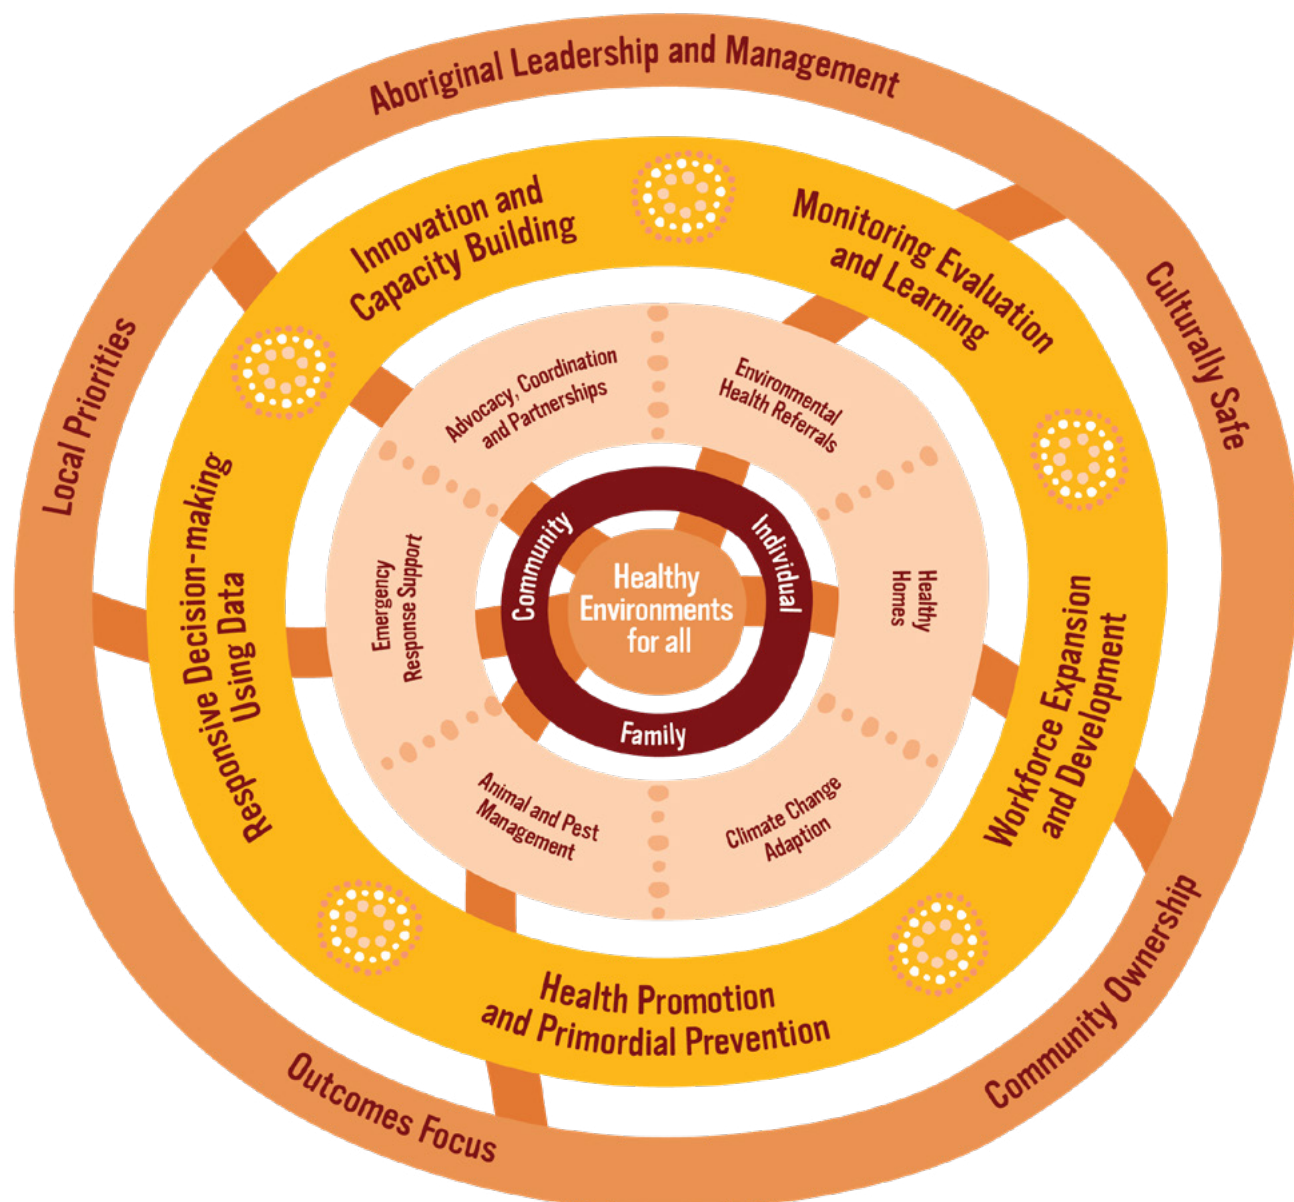 Aboriginal Leadership and Management
Culturally Safe
Community Ownership
Outcomes Focus
Local Priorities
Innovation and
Capacity Building
Monitoring Evaluation
and Learning
Workforce Expansion
and Development
Health Promotion
and Primordial Prevention
Responsive Decision-making
Using Data
Advocacy, Coordination
and Partnerships
Environmental
Health Referrals
Healthy
Homes
Climate Change
Adaption
Animal and Pest
Management
Emergency
Response Support
Community
Individual
Family
Healthy
Environments
for all